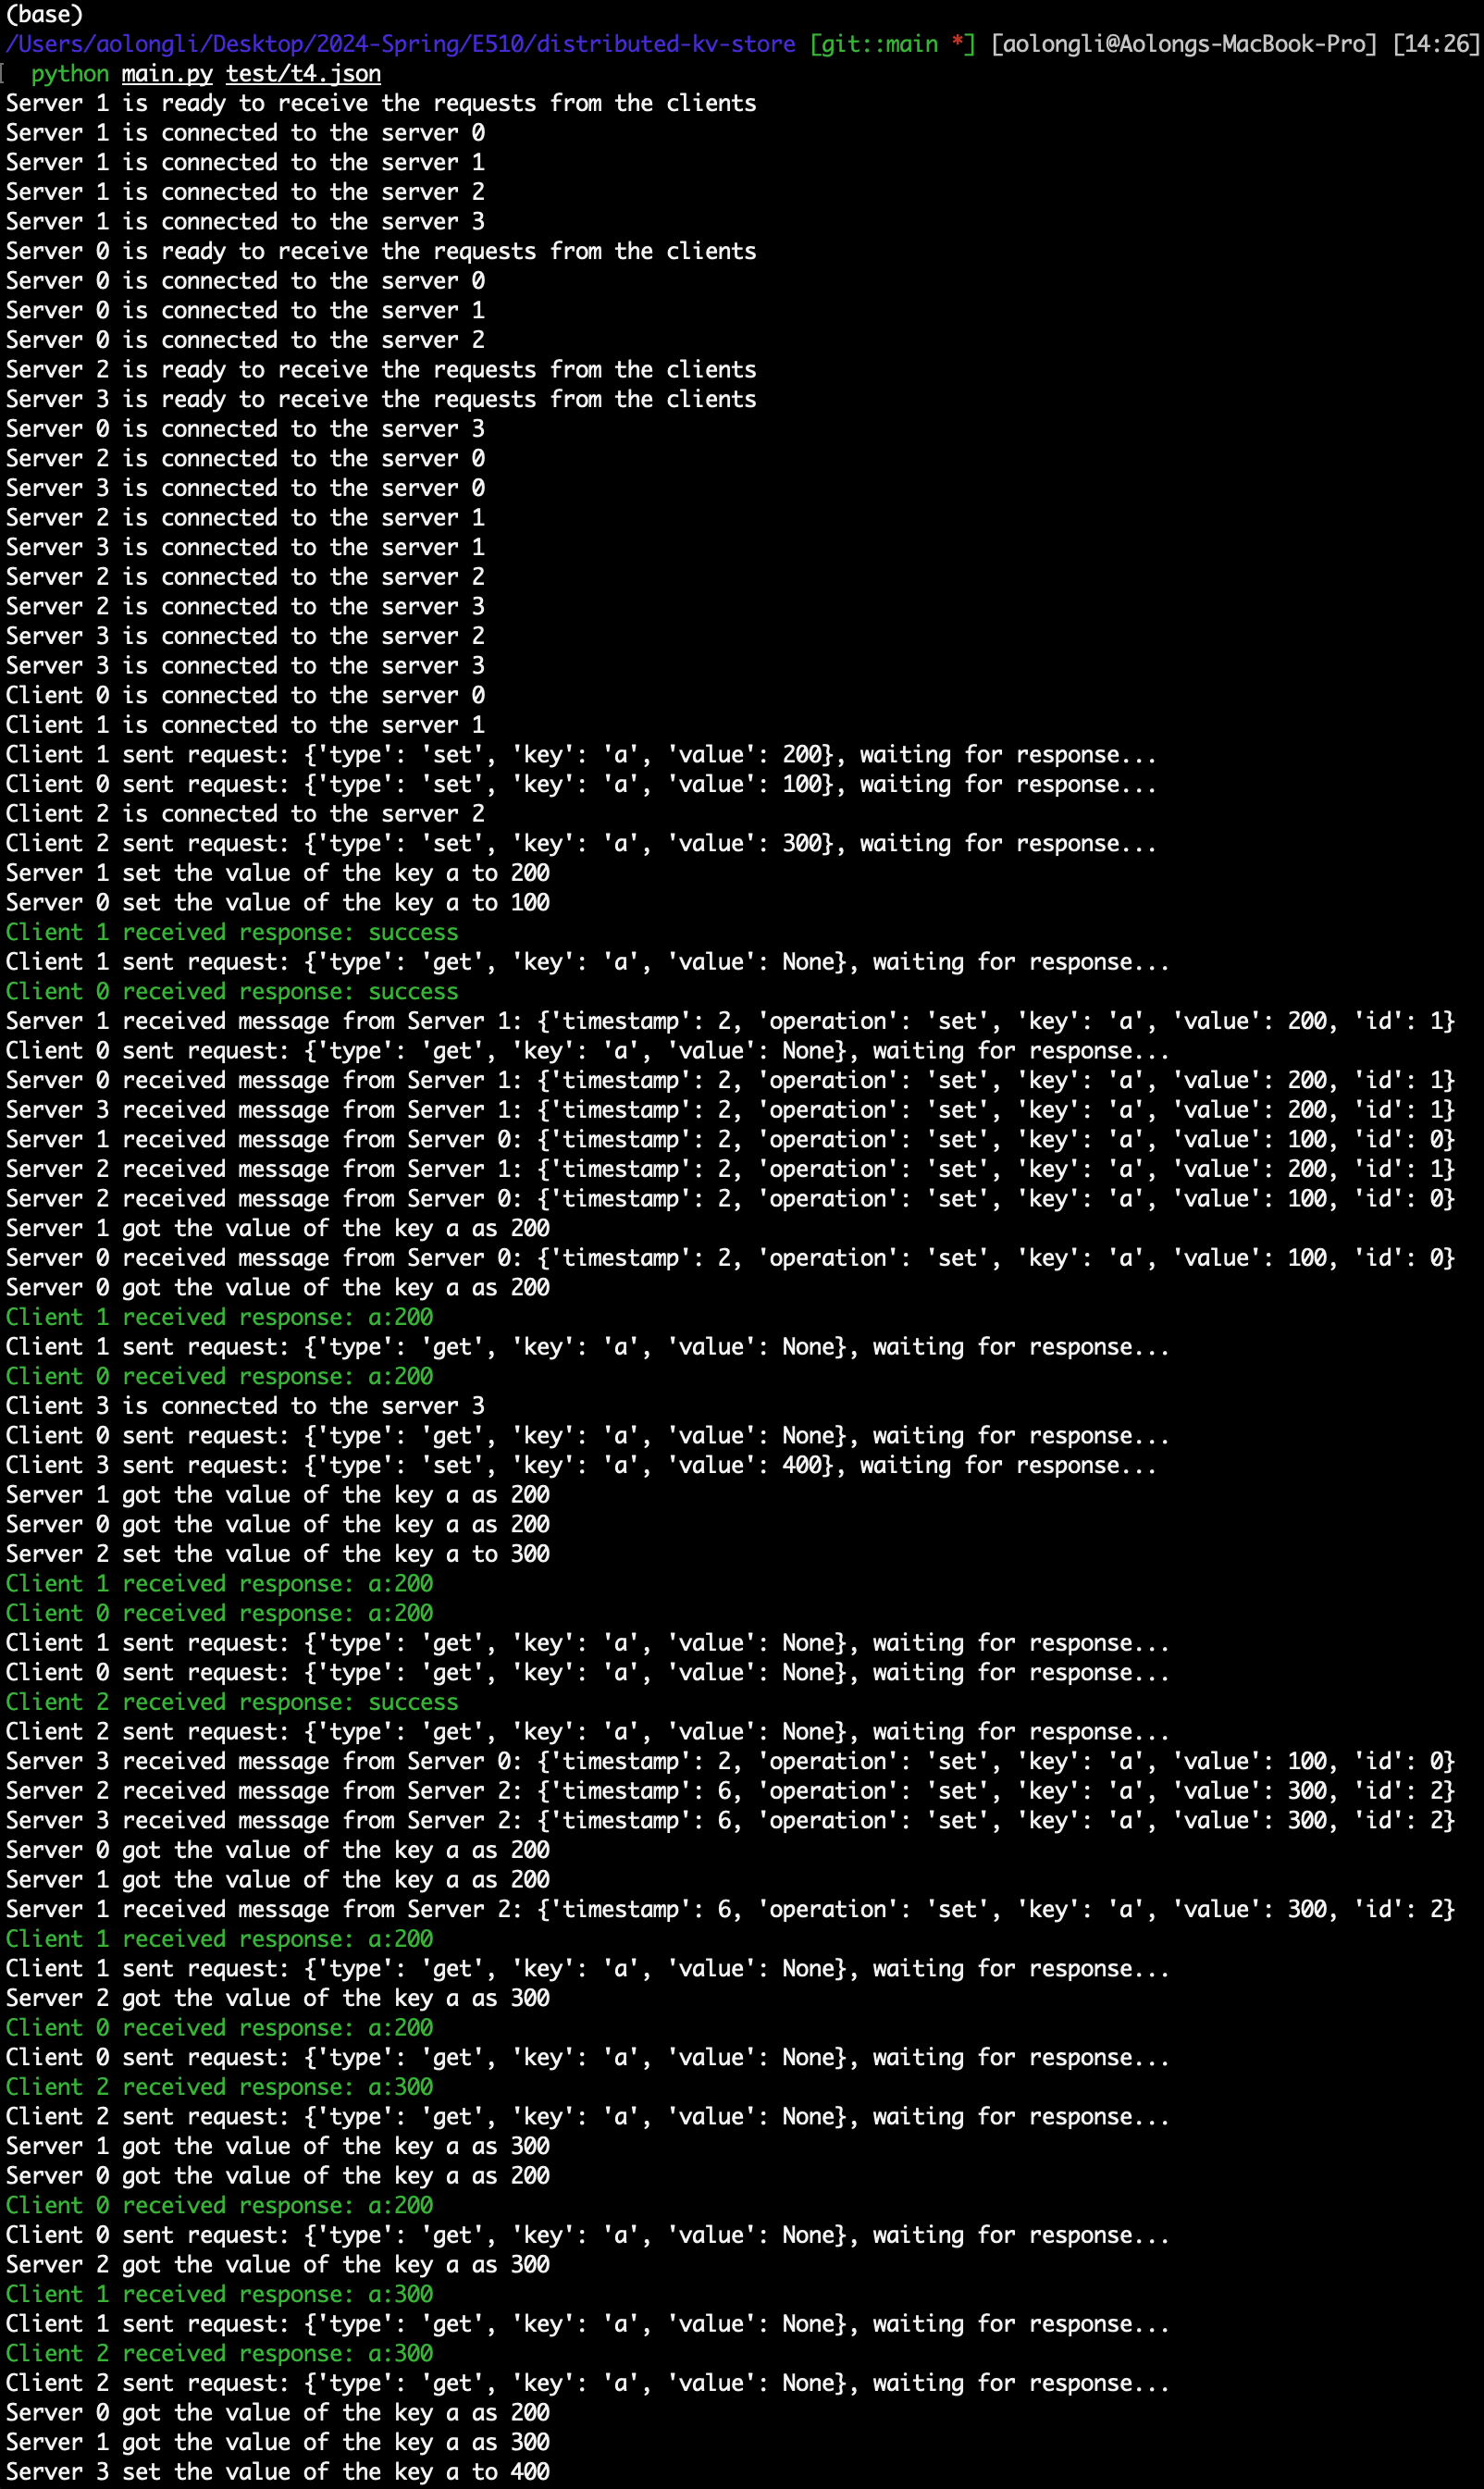 (base)
/Users/aolongli/Desktop/2024-Spring/E510/distributed-kv-store [git::main *] [aolongli@Aolongs-MacBook-Pro] [14:26]
[  python main.py test/t4.json
Server 1 is ready to receive the requests from the clients
Server 1 is connected to the server 0
Server 1 is connected to the server 1
Server 1 is connected to the server 2
Server 1 is connected to the server 3
Server 0 is ready to receive the requests from the clients
Server 0 is connected to the server 0
Server 0 is connected to the server 1
Server 0 is connected to the server 2
Server 2 is ready to receive the requests from the clients
Server 3 is ready to receive the requests from the clients
Server 0 is connected to the server 3
Server 2 is connected to the server 0
Server 3 is connected to the server 0
Server 2 is connected to the server 1
Server 3 is connected to the server 1
Server 2 is connected to the server 2
Server 2 is connected to the server 3
Server 3 is connected to the server 2
Server 3 is connected to the server 3
Client 0 is connected to the server 0
Client 1 is connected to the server 1
Client 1 sent request: {'type': 'set', 'key': 'a', 'value': 200}, waiting for response...
Client 0 sent request: {'type': 'set', 'key': 'a', 'value': 100}, waiting for response...
Client 2 is connected to the server 2
Client 2 sent request: {'type': 'set', 'key': 'a', 'value': 300}, waiting for response...
Server 1 set the value of the key a to 200
Server 0 set the value of the key a to 100
Client 1 received response: success
Client 1 sent request: {'type': 'get', 'key': 'a', 'value': None}, waiting for response...
Client 0 received response: success
Server 1 received message from Server 1: {'timestamp': 2, 'operation': 'set', 'key': 'a', 'value': 200, 'id': 1}
Client 0 sent request: {'type': 'get', 'key': 'a', 'value': None}, waiting for response...
Server 0 received message from Server 1: {'timestamp': 2, 'operation': 'set', 'key': 'a', 'value': 200, 'id': 1}
Server 3 received message from Server 1: {'timestamp': 2, 'operation': 'set', 'key': 'a', 'value': 200, 'id': 1}
Server 1 received message from Server 0: {'timestamp': 2, 'operation': 'set', 'key': 'a', 'value': 100, 'id': 0}
Server 2 received message from Server 1: {'timestamp': 2, 'operation': 'set', 'key': 'a', 'value': 200, 'id': 1}
Server 2 received message from Server 0: {'timestamp': 2, 'operation': 'set', 'key': 'a', 'value': 100, 'id': 0}
Server 1 got the value of the key a as 200
Server 0 received message from Server 0: {'timestamp': 2, 'operation': 'set', 'key': 'a', 'value': 100, 'id': 0}
Server 0 got the value of the key a as 200
Client 1 received response: a:200
Client 1 sent request: {'type': 'get', 'key': 'a', 'value': None}, waiting for response...
Client 0 received response: a:200
Client 3 is connected to the server 3
Client 0 sent request: {'type': 'get', 'key': 'a', 'value': None}, waiting for response...
Client 3 sent request: {'type': 'set', 'key': 'a', 'value': 400}, waiting for response...
Server 1 got the value of the key a as 200
Server 0 got the value of the key a as 200
Server 2 set the value of the key a to 300
Client 1 received response: a:200
Client 0 received response: a:200
Client 1 sent request: {'type': 'get', 'key': 'a', 'value': None}, waiting for response...
Client 0 sent request: {'type': 'get', 'key': 'a', 'value': None}, waiting for response...
Client 2 received response: success
Client 2 sent request: {'type': 'get', 'key': 'a', 'value': None}, waiting for response...
Server 3 received message from Server 0: {'timestamp': 2, 'operation': 'set', 'key': 'a', 'value': 100, 'id': 0}
Server 2 received message from Server 2: {'timestamp': 6, 'operation': 'set', 'key': 'a', 'value': 300, 'id': 2}
Server 3 received message from Server 2: {'timestamp': 6, 'operation': 'set', 'key': 'a', 'value': 300, 'id': 2}
Server 0 got the value of the key a as 200
Server 1 got the value of the key a as 200
Server 1 received message from Server 2: {'timestamp': 6, 'operation': 'set', 'key': 'a', 'value': 300, 'id': 2}
Client 1 received response: a:200
Client 1 sent request: {'type': 'get', 'key': 'a', 'value': None}, waiting for response...
Server 2 got the value of the key a as 300
Client 0 received response: a:200
Client 0 sent request: {'type': 'get', 'key': 'a', 'value': None}, waiting for response...
Client 2 received response: a:300
Client 2 sent request: {'type': 'get', 'key': 'a', 'value': None}, waiting for response...
Server 1 got the value of the key a as 300
Server 0 got the value of the key a as 200
Client 0 received response: a:200
Client 0 sent request: {'type': 'get', 'key': 'a', 'value': None}, waiting for response...
Server 2 got the value of the key a as 300
Client 1 received response: a:300
Client 1 sent request: {'type': 'get', 'key': 'a', 'value': None}, waiting for response...
Client 2 received response: a:300
Client 2 sent request: {'type': 'get', 'key': 'a', 'value': None}, waiting for response...
Server 0 got the value of the key a as 200
Server 1 got the value of the key a as 300
Server 3 set the value of the key a to 400